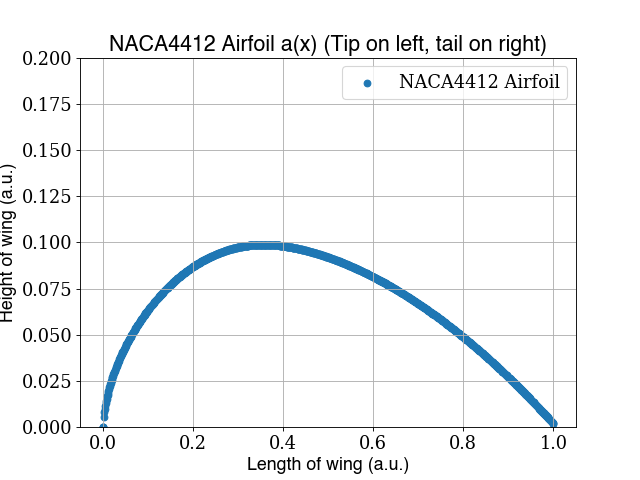 NACA4412 Airfoil a(x) (Tip on left, tail on right)
NACA4412 Airfoil
0.200
0.175
0.150
0.125
0.100
0.075
0.050
0.025
0.000
Height of wing (a.u.)
0.0 0.2 0.4 0.6 0.8 1.0
Length of wing (a.u.)